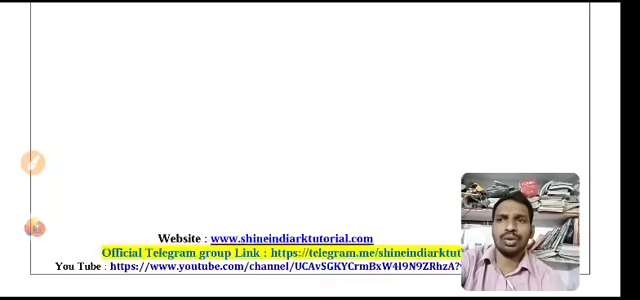 Website : www.shineindiarktutorial.com
Official Telegram group Link : https://telegram.me/shineindiarktut
You Tube : https://www.youtube.com/channel/UCAvSGKYCrmBxW4I9N9ZRhzA?